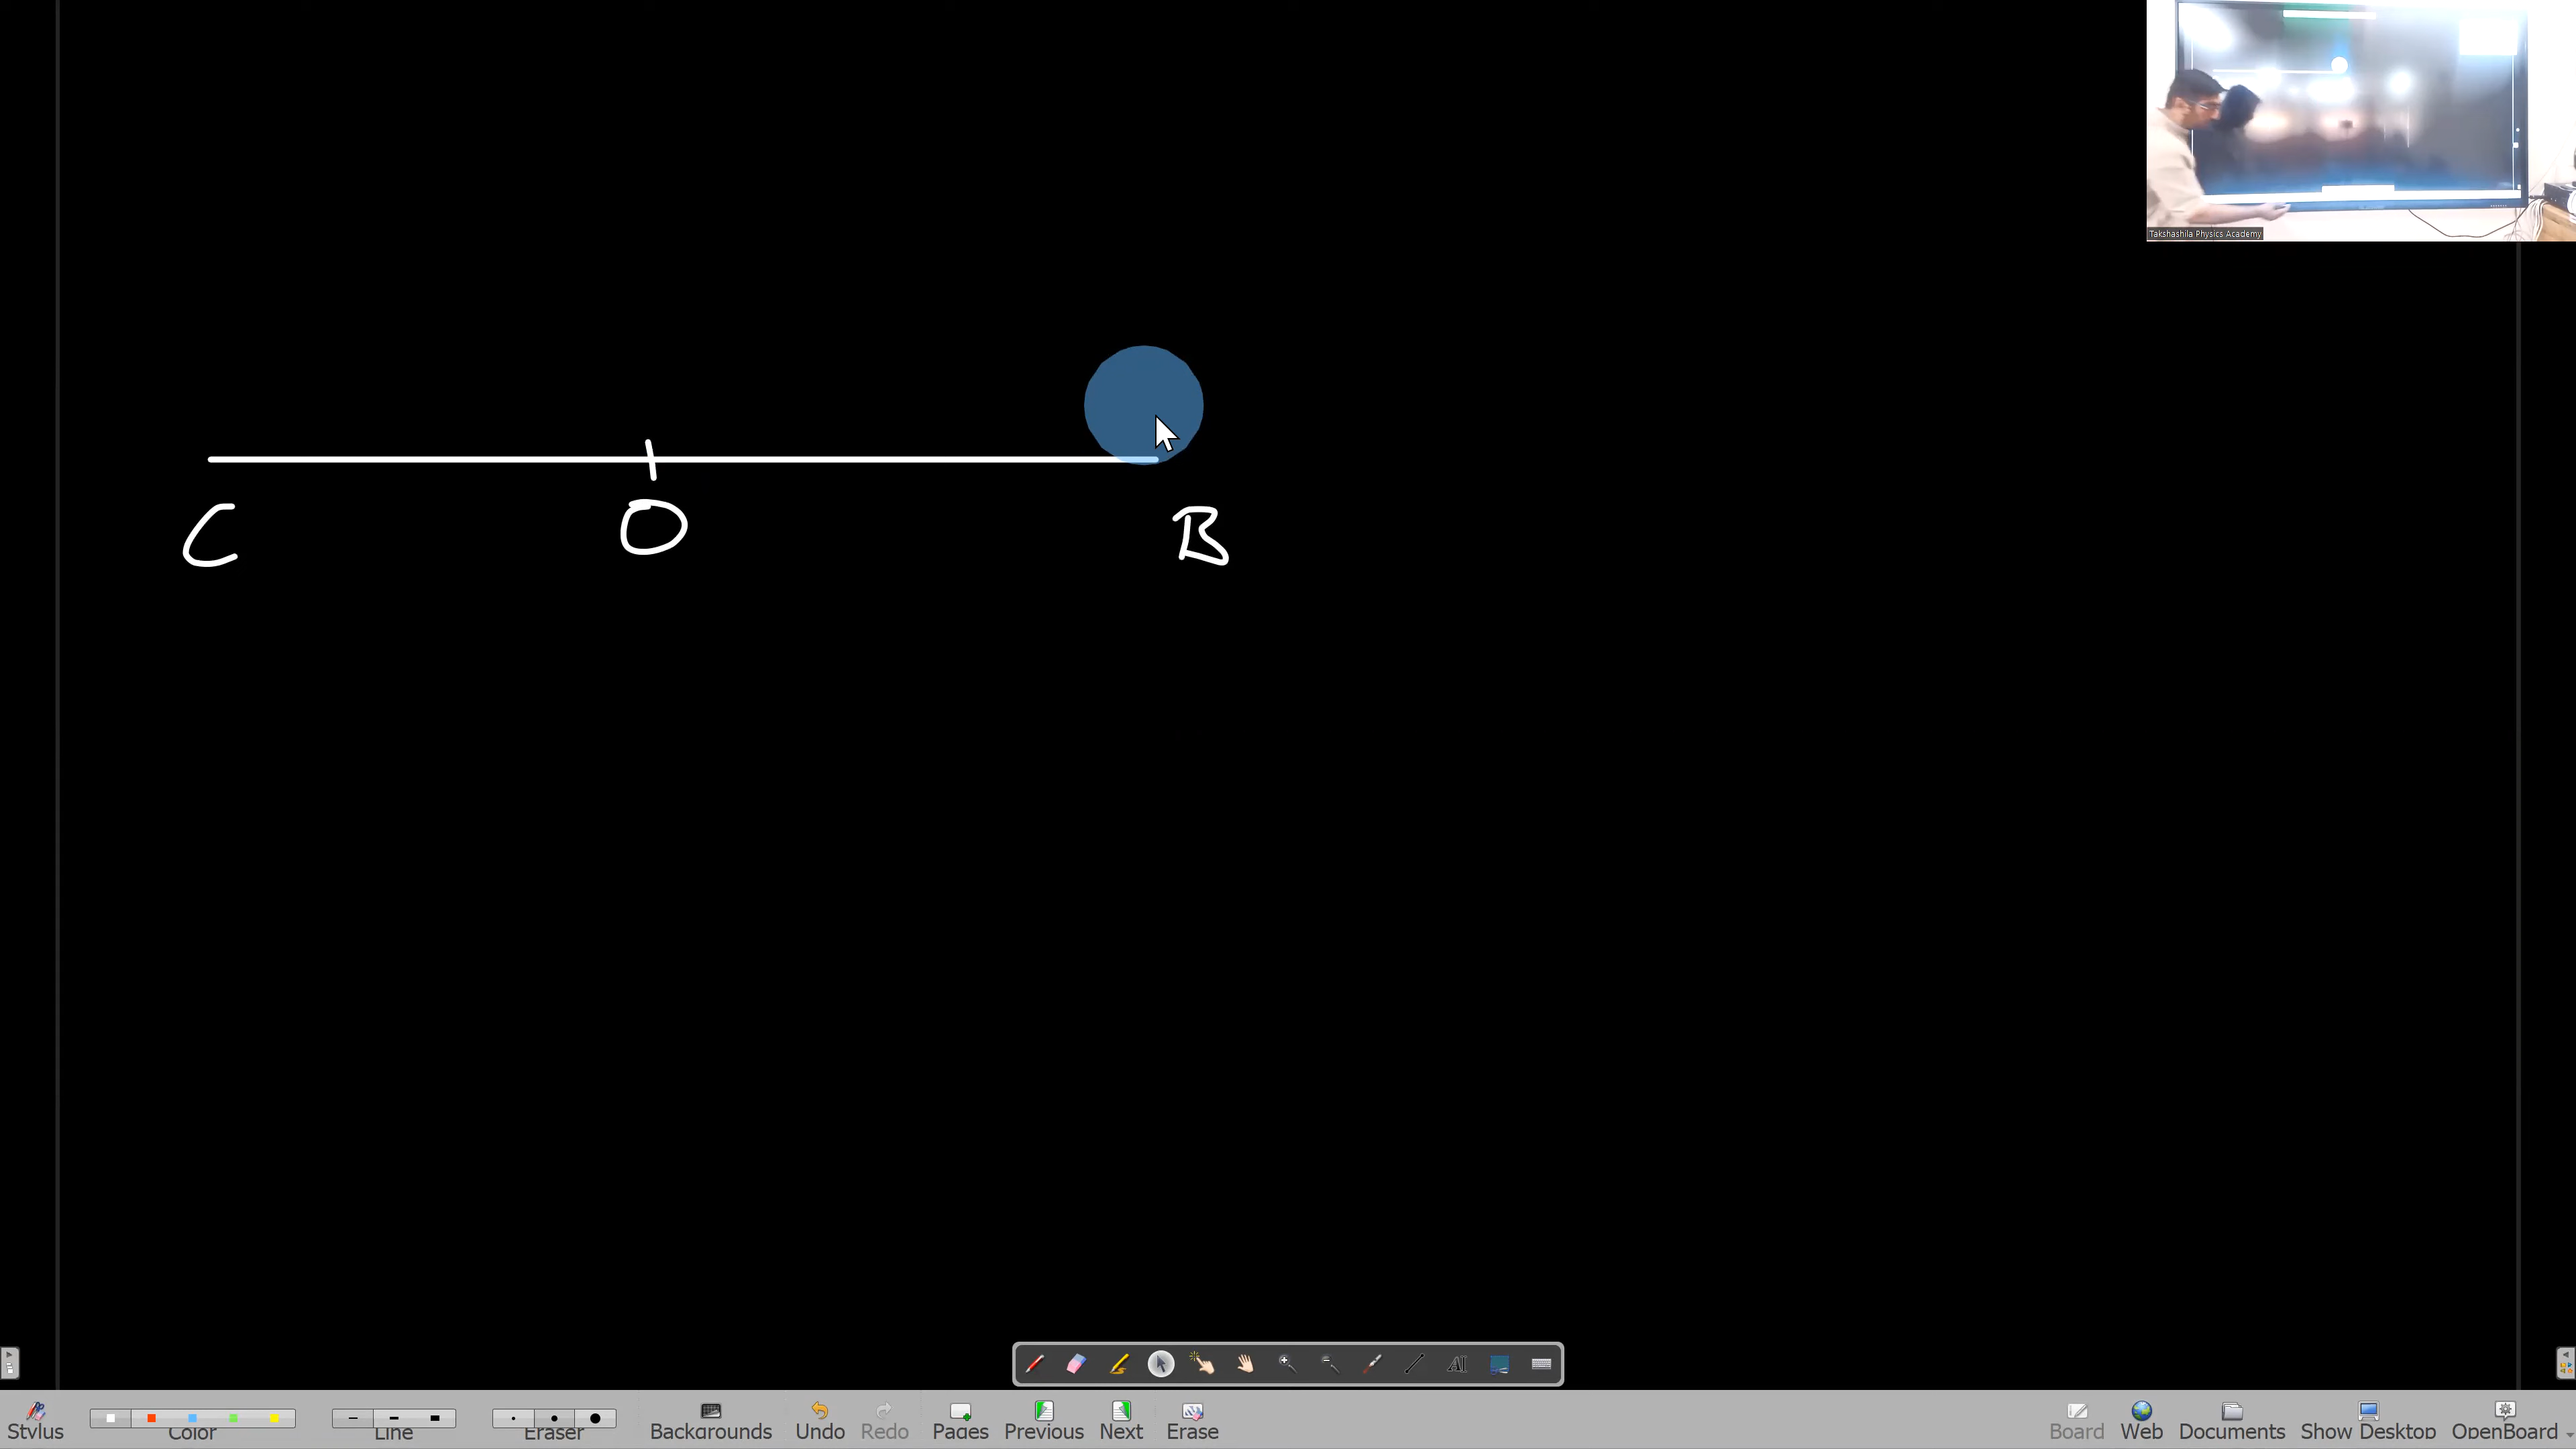 Takshashila Physics Academy
C O B
AI
Stylus Color Line Eraser Backgrounds Undo Redo Pages Previous Next Erase Board Web Documents Show Desktop OpenBoard